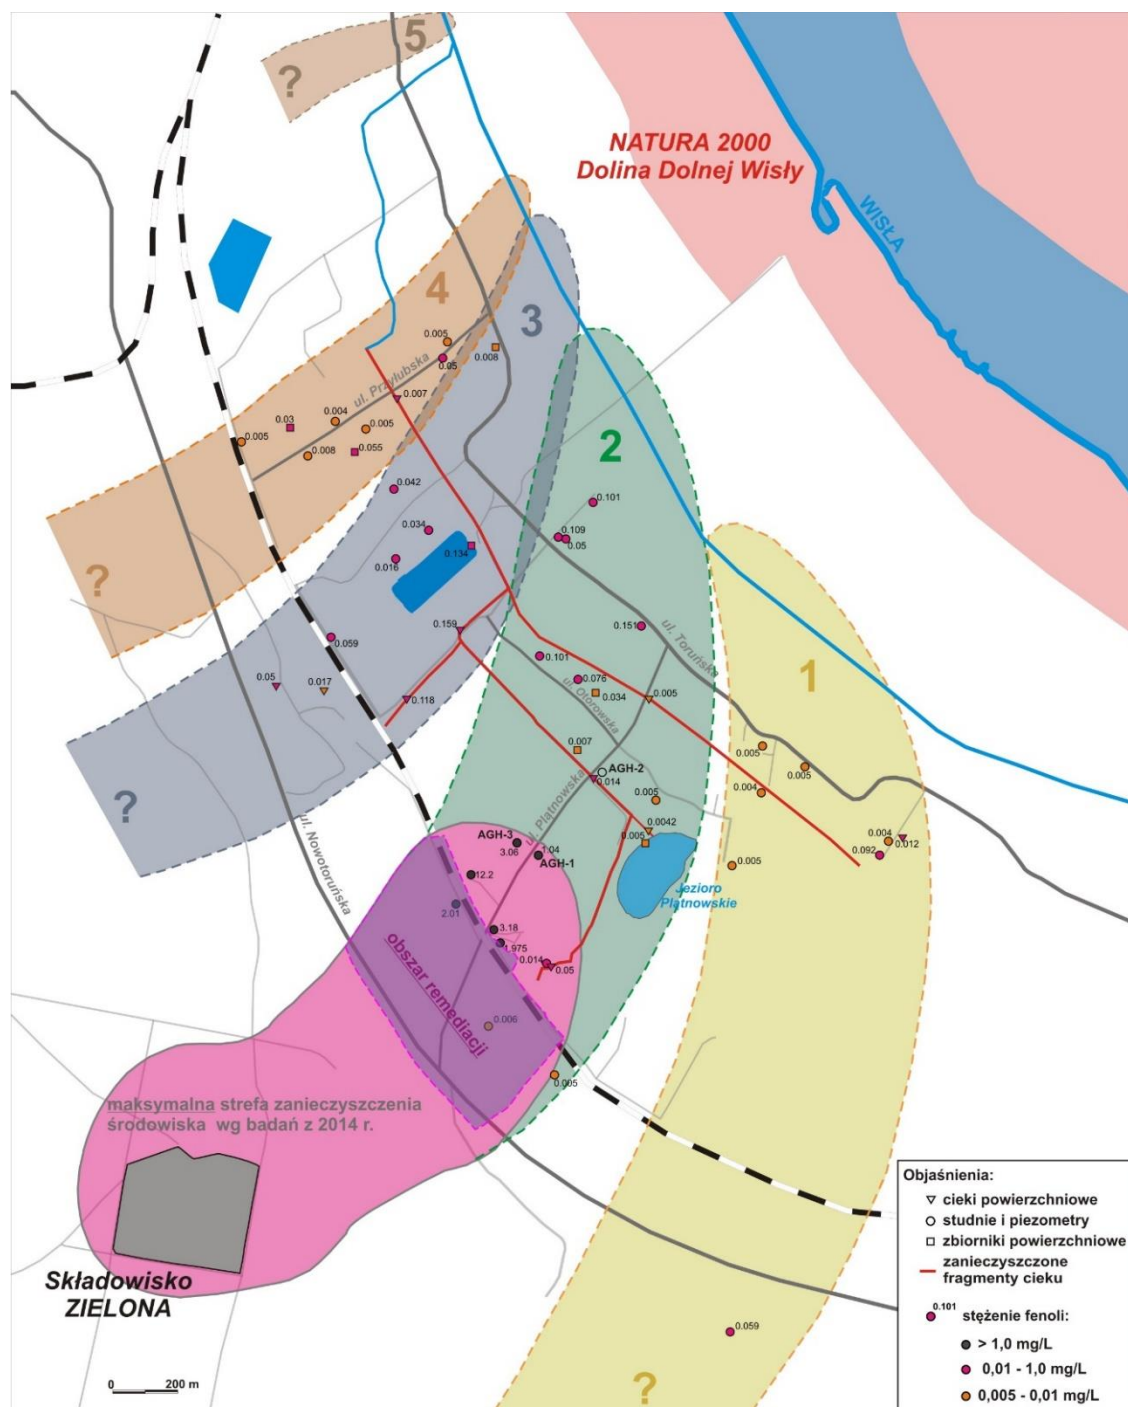 5
?
NATURA 2000
Dolina Dolnej Wisły
WISŁA
4
3
0.005
0.008
0.05
ul. Przyłubska
0.007
0.03
0.004
0.005
0.005
0.008
0.055
2
0.042
0.101
0.034
0.109
0.05
0.134
0.016
?
0.159
0.151
ul. Toruńska
0.059
0.101
1
0.05
0.017
0.076
0.034
0.118
0.005
ul. Otorowska
0.007
0.005
0.005
AGH-2
0.014
0.004
?
0.005
ul. Plątnowska
ul. Nowotoruńska
0.0042
0.005
AGH-3
3.06
1.04
AGH-1
0.004
0.012
0.092
0.005
12.2
Jezioro
Plątnowskie
2.01
3.18
1.975
0.014
0.05
obszar remediacji
0.006
0.005
maksymalna strefa zanieczyszczenia
środowiska wg badań z 2014 r.
Składowisko
ZIELONA
0.059
?
0 200 m
Objaśnienia:
cieki powierzchniowe
studnie i piezometry
zbiorniki powierzchniowe
zanieczyszczone
fragmenty cieku
0.101 stężenie fenoli:
> 1,0 mg/L
0,01 - 1,0 mg/L
0,005 - 0,01 mg/L